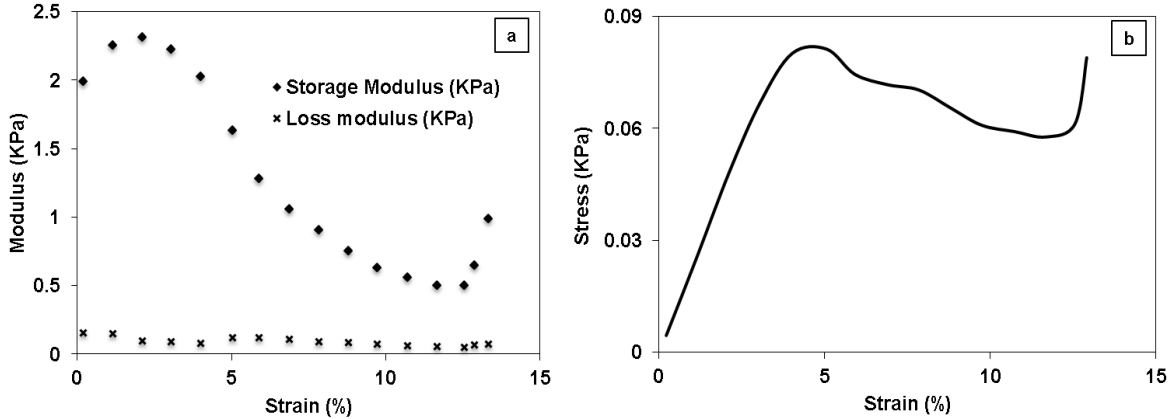 2.5
2
1.5
1
0.5
0
0
5
10
15
Modulus (KPa)
Strain (%)
a
Storage Modulus (KPa)
Loss modulus (KPa)
0.09
0.06
0.03
0
0
5
10
15
Stress (KPa)
Strain (%)
b